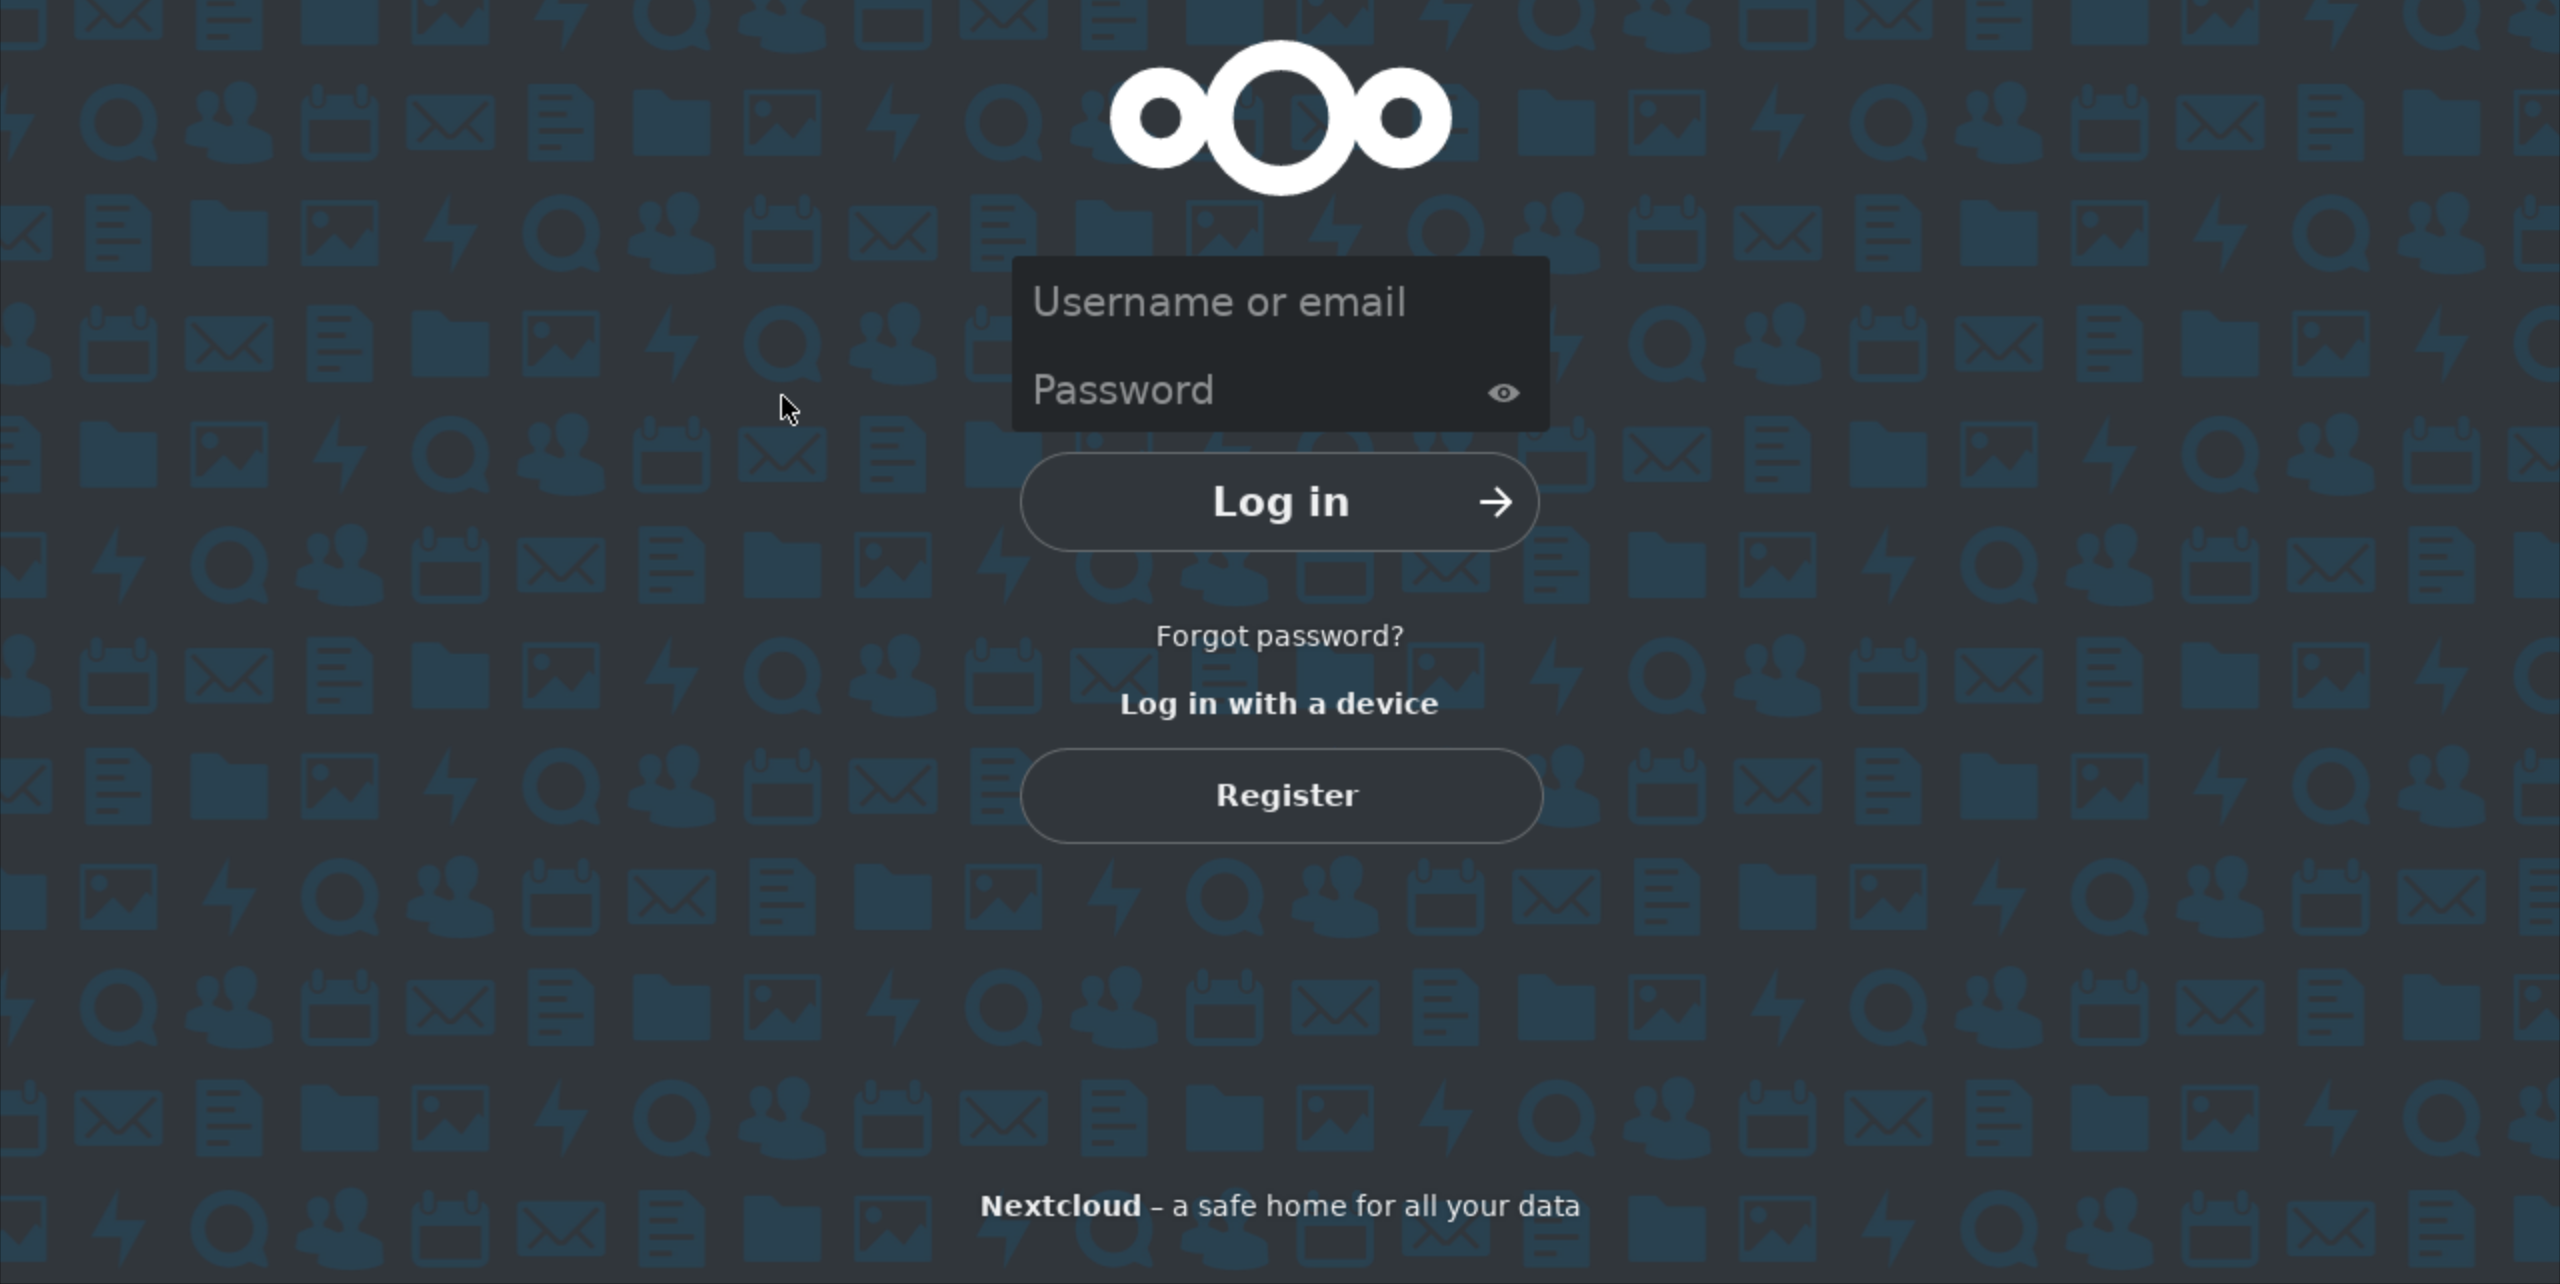 Username or email
Password
Log in
Forgot password?
Log in with a device
Register
Nextcloud – a safe home for all your data